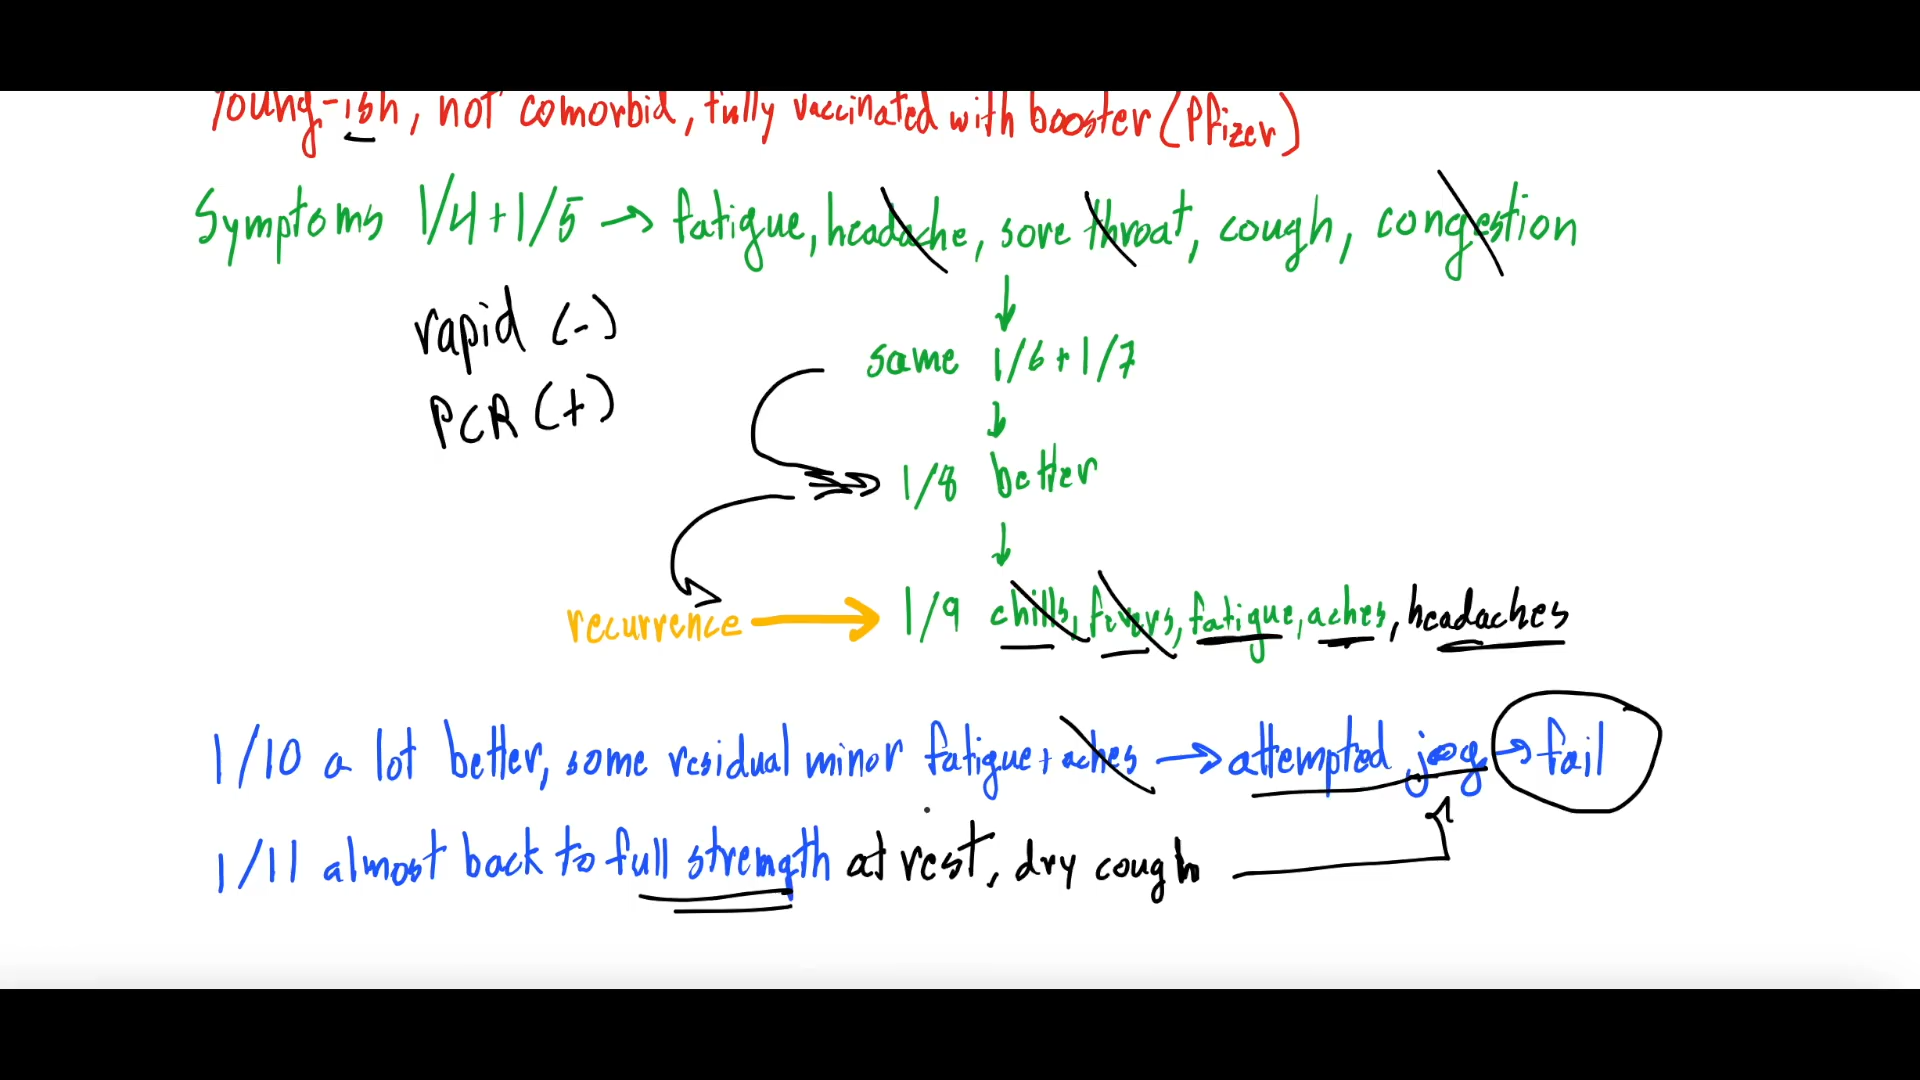 Young-ish, not comorbid, fully vaccinated with booster (Pfizer)
Symptoms 1/4+1/5 → fatigue, headache, sore throat, cough, congestion
rapid (-)
PCR (+)
same 1/6+1/7
1/8 better
recurrence → 1/9 chills, fevers, fatigue, aches, headaches
1/10 a lot better, some residual minor fatigue + aches → attempted jog → fail
1/11 almost back to full strength at rest, dry cough